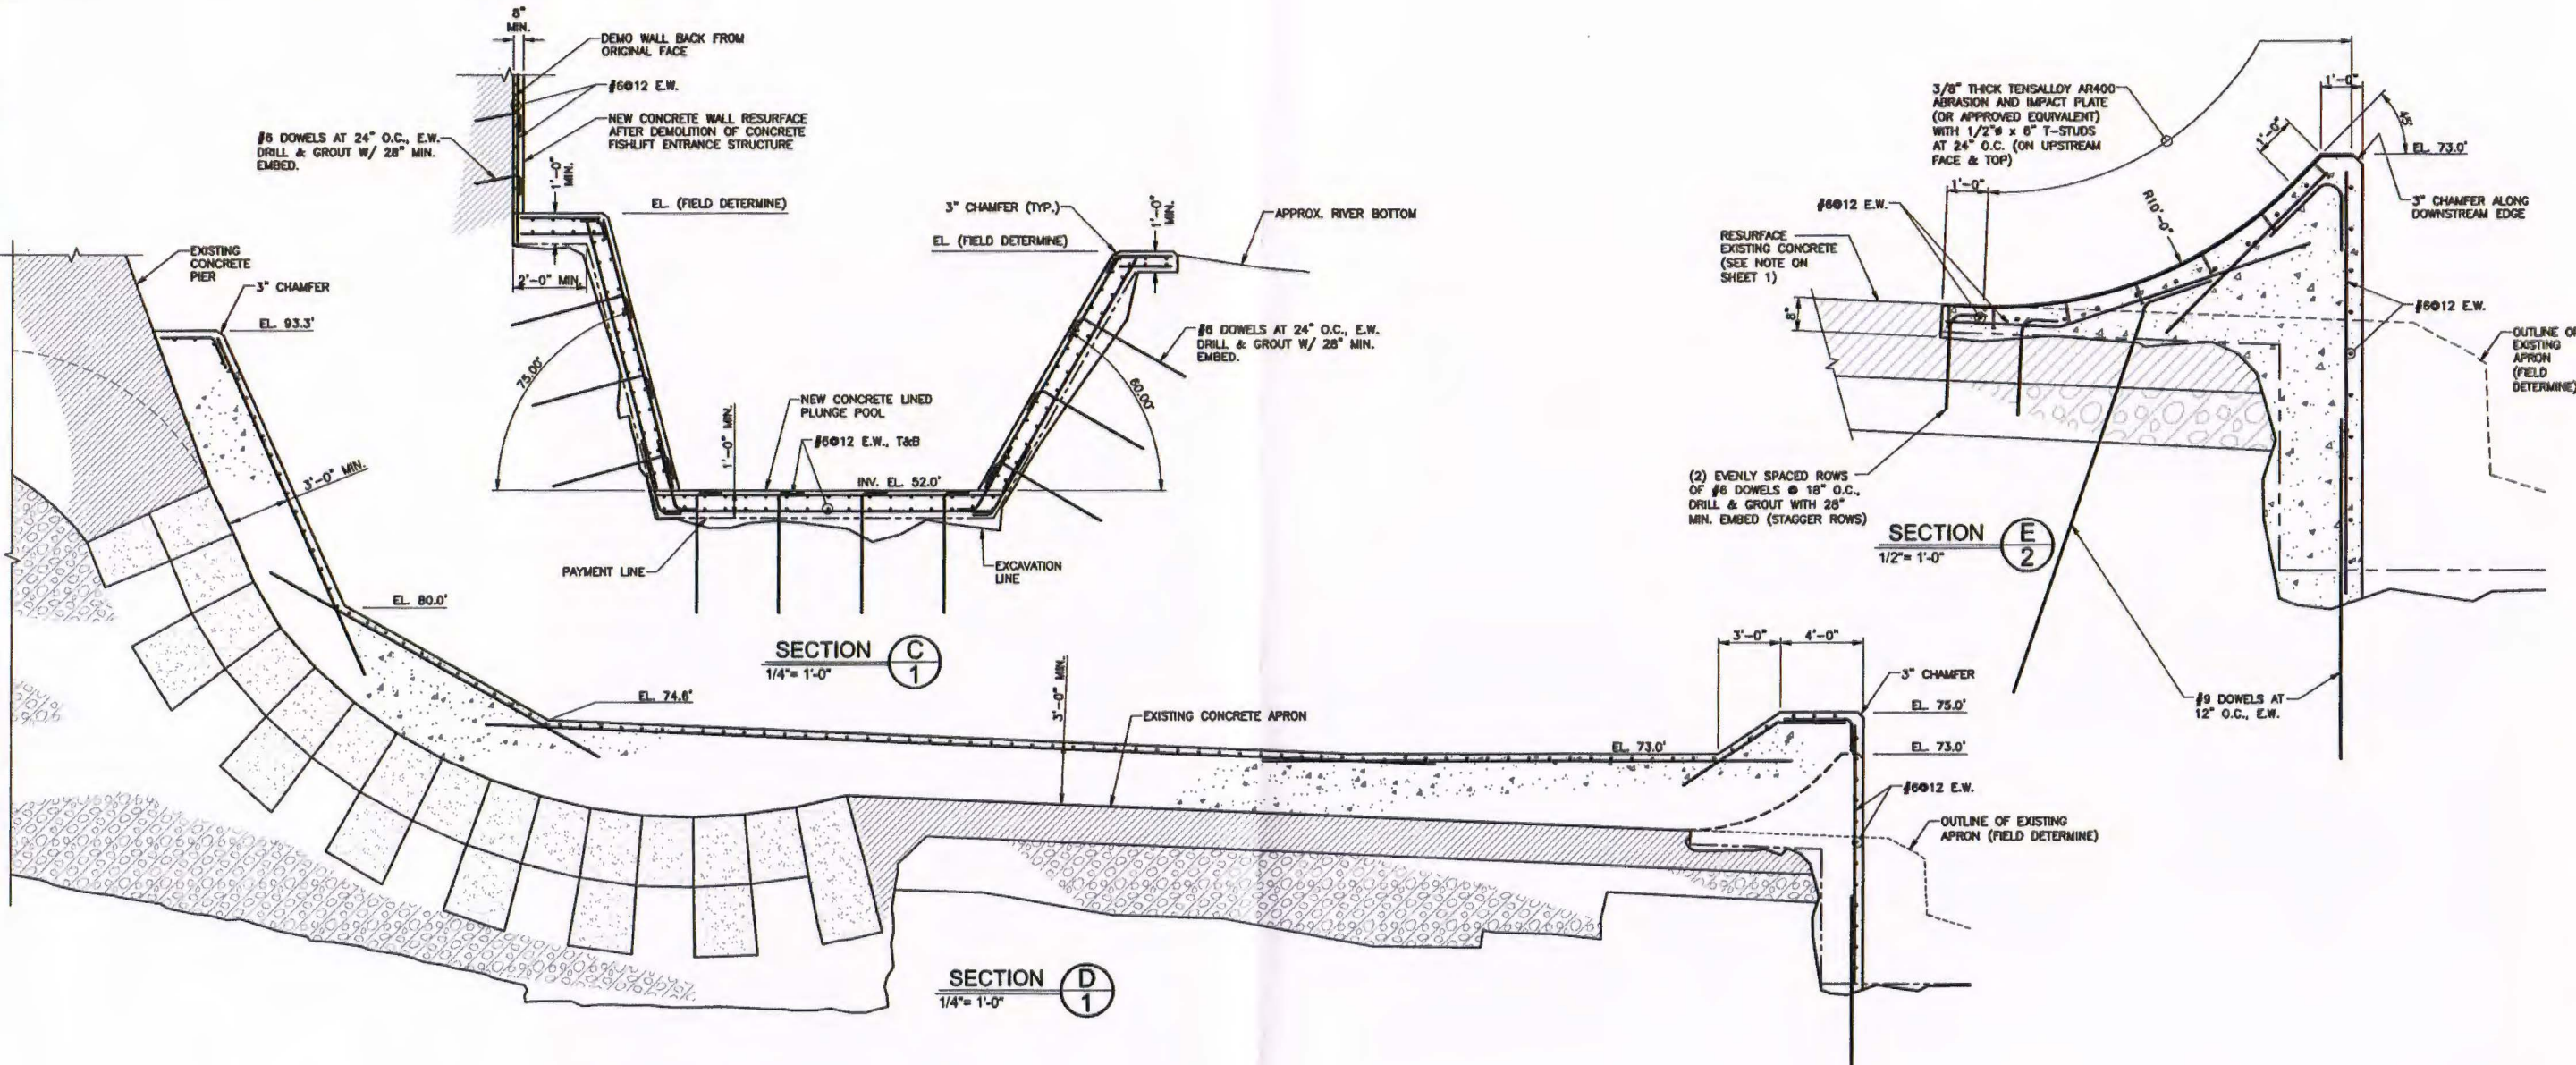 8"
MIN.
DEMO WALL BACK FROM
ORIGINAL FACE
#6@12 E.W.
#6 DOWELS AT 24" O.C., E.W.
DRILL & GROUT W/ 28" MIN.
EMBED.
NEW CONCRETE WALL RESURFACE
AFTER DEMOLITION OF CONCRETE
FISHLIFT ENTRANCE STRUCTURE
1'-0"
MIN.
EL. (FIELD DETERMINE)
2'-0" MIN.
3" CHAMFER (TYP.)
EL. (FIELD DETERMINE)
1'-0"
MIN.
APPROX. RIVER BOTTOM
#6 DOWELS AT 24" O.C., E.W.
DRILL & GROUT W/ 28" MIN.
EMBED.
75.00°
60.00°
NEW CONCRETE LINED
PLUNGE POOL
#6@12 E.W., T&B
1'-0" MIN.
INV. EL. 52.0'
PAYMENT LINE
EXCAVATION
LINE
SECTION C
1
1/4"= 1'-0"
EXISTING
CONCRETE
PIER
3" CHAMFER
EL. 93.3'
3'-0" MIN.
EL. 80.0'
EL. 74.6'
3'-0" MIN.
EXISTING CONCRETE APRON
EL. 73.0'
3'-0"
4'-0"
3" CHAMFER
EL. 75.0'
EL. 73.0'
#6@12 E.W.
OUTLINE OF EXISTING
APRON (FIELD DETERMINE)
SECTION D
1
1/4"= 1'-0"
3/8" THICK TENSALLOY AR400
ABRASION AND IMPACT PLATE
(OR APPROVED EQUIVALENT)
WITH 1/2"ø x 6" T-STUDS
AT 24" O.C. (ON UPSTREAM
FACE & TOP)
1'-0"
1'-0"
45°
EL. 73.0'
3" CHAMFER ALONG
DOWNSTREAM EDGE
1'-0"
#6@12 E.W.
R10'-0"
RESURFACE
EXISTING CONCRETE
(SEE NOTE ON
SHEET 1)
8"
#6@12 E.W.
OUTLINE OF
EXISTING
APRON
(FIELD
DETERMINE)
(2) EVENLY SPACED ROWS
OF #6 DOWELS @ 18" O.C.,
DRILL & GROUT WITH 28"
MIN. EMBED (STAGGER ROWS)
SECTION E
2
1/2"= 1'-0"
#9 DOWELS AT
12" O.C., E.W.